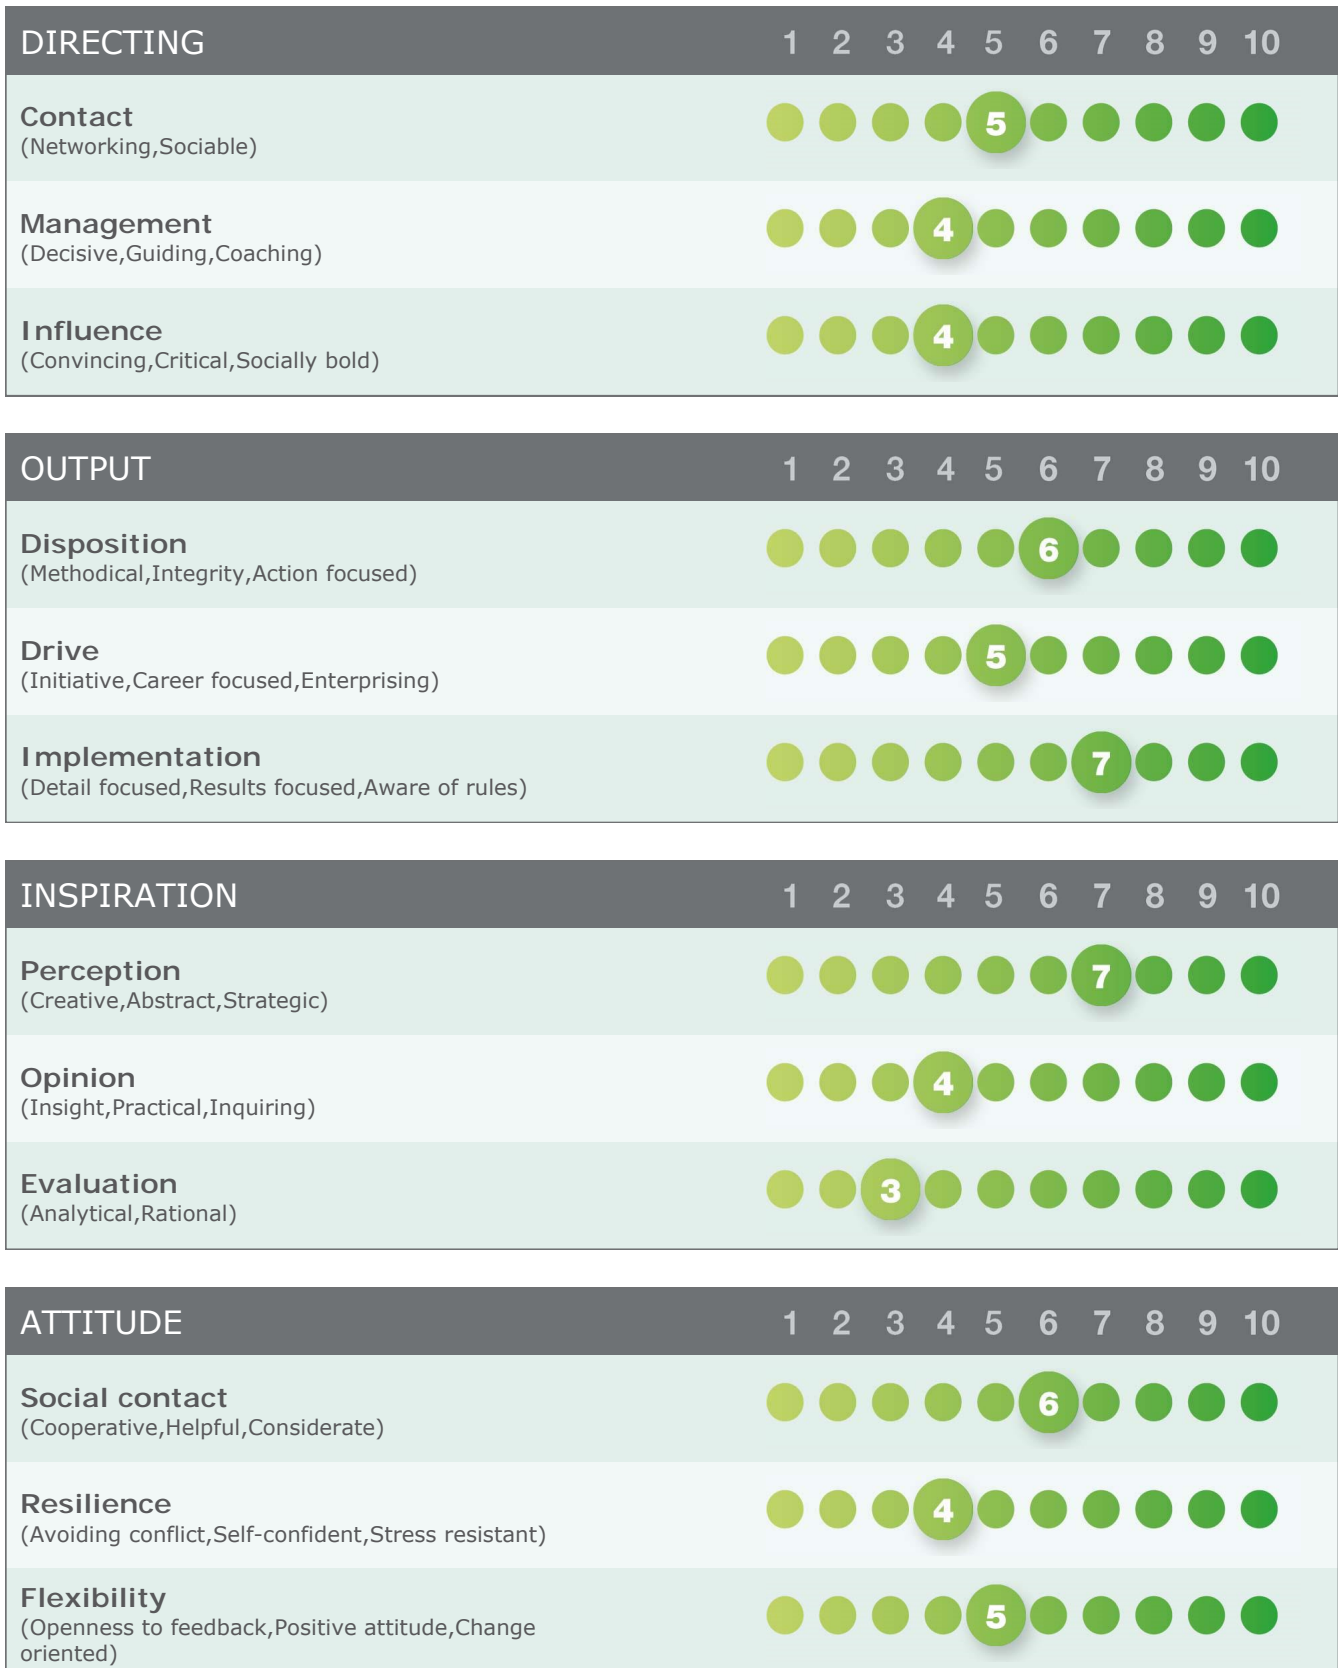 DIRECTING 1 2 3 4 5 6 7 8 9 10
Contact
(Networking,Sociable)
5
Management
(Decisive,Guiding,Coaching)
4
Influence
(Convincing,Critical,Socially bold)
4
OUTPUT 1 2 3 4 5 6 7 8 9 10
Disposition
(Methodical,Integrity,Action focused)
6
Drive
(Initiative,Career focused,Enterprising)
5
Implementation
(Detail focused,Results focused,Aware of rules)
7
INSPIRATION 1 2 3 4 5 6 7 8 9 10
Perception
(Creative,Abstract,Strategic)
7
Opinion
(Insight,Practical,Inquiring)
4
Evaluation
(Analytical,Rational)
3
ATTITUDE 1 2 3 4 5 6 7 8 9 10
Social contact
(Cooperative,Helpful,Considerate)
6
Resilience
(Avoiding conflict,Self-confident,Stress resistant)
4
Flexibility
(Openness to feedback,Positive attitude,Change
oriented)
5